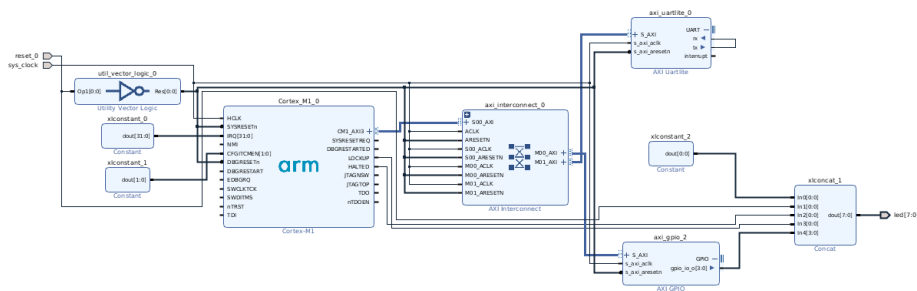 axi_uartlite_0
S_AXI
s_axi_aclk
s_axi_aresetn
UART
rx
tx
interrupt
AXI Uartlite
reset_0
sys_clock
util_vector_logic_0
Op1[0:0]
Res[0:0]
Utility Vector Logic
xlconstant_0
dout[31:0]
Constant
xlconstant_1
dout[1:0]
Constant
Cortex_M1_0
HCLK
SYSRESETn
IRQ[31:0]
NMI
CFGITCMEN[1:0]
DBGRESETn
DBGRESTART
EDBGRQ
SWCLKTCK
SWDITMS
nTRST
TDI
arm
CM1_AXI3
SYSRESETREQ
DBGRESTARTED
LOCKUP
HALTED
JTAGNSW
JTAGTOP
TDO
nTDOEN
Cortex-M1
axi_interconnect_0
S00_AXI
ACLK
ARESETN
S00_ACLK
S00_ARESETN
M00_ACLK
M00_ARESETN
M01_ACLK
M01_ARESETN
M00_AXI
M01_AXI
AXI Interconnect
xlconstant_2
dout[0:0]
Constant
xlconcat_1
In0[0:0]
In1[0:0]
In2[0:0]
In3[0:0]
In4[3:0]
dout[7:0]
Concat
led[7:0
axi_gpio_2
S_AXI
s_axi_aclk
s_axi_aresetn
GPIO
gpio_io_o[3:0]
AXI GPIO